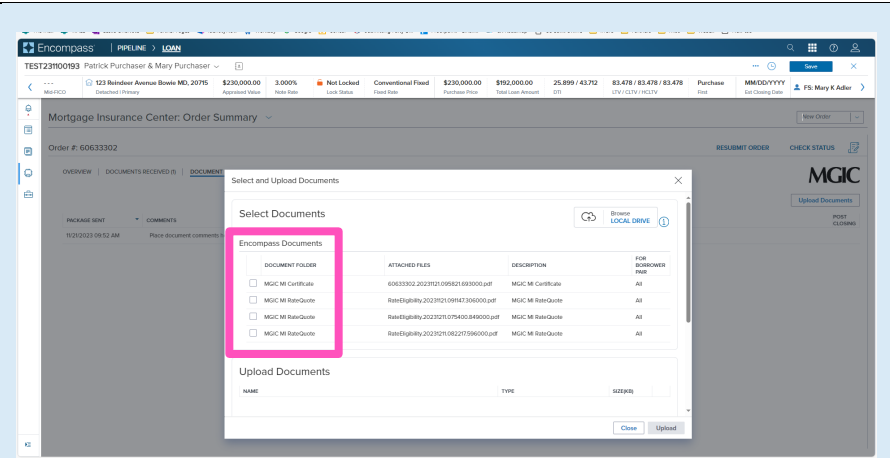 Encompass | PIPELINE > LOAN
TEST231100193 Patrick Purchaser & Mary Purchaser
Save
--- 123 Reindeer Avenue Bowie MD, 20715 $230,000.00 3.000% Not Locked Conventional Fixed $230,000.00 $192,000.00 25.899 / 43.712 83.478 / 83.478 / 83.478 Purchase MM/DD/YYYY FS: Mary K Adler
Mid-FICO Detached | Primary Appraised Value Note Rate Lock Status Fixed Rate Purchase Price Total Loan Amount DTI LTV / CLTV / HCLTV First Est Closing Date
Mortgage Insurance Center: Order Summary
New Order
Order #: 60633302
RESUBMIT ORDER CHECK STATUS
OVERVIEW | DOCUMENTS RECEIVED (1) | DOCUMENT
MGIC
Upload Documents
PACKAGE SENT COMMENTS
POST CLOSING
11/21/2023 09:52 AM Place document comments
Select and Upload Documents
Select Documents
Browse
LOCAL DRIVE
Encompass Documents
DOCUMENT FOLDER ATTACHED FILES DESCRIPTION FOR BORROWER PAIR
MGIC MI Certificate 60633302.20231121.095821.693000.pdf MGIC MI Certificate All
MGIC MI RateQuote RateEligibility.20231121.091147.306000.pdf MGIC MI RateQuote All
MGIC MI RateQuote RateEligibility.20231211.075400.849000.pdf MGIC MI RateQuote All
MGIC MI RateQuote RateEligibility.20231211.082217.596000.pdf MGIC MI RateQuote All
Upload Documents
NAME TYPE SIZE(KB)
Close Upload